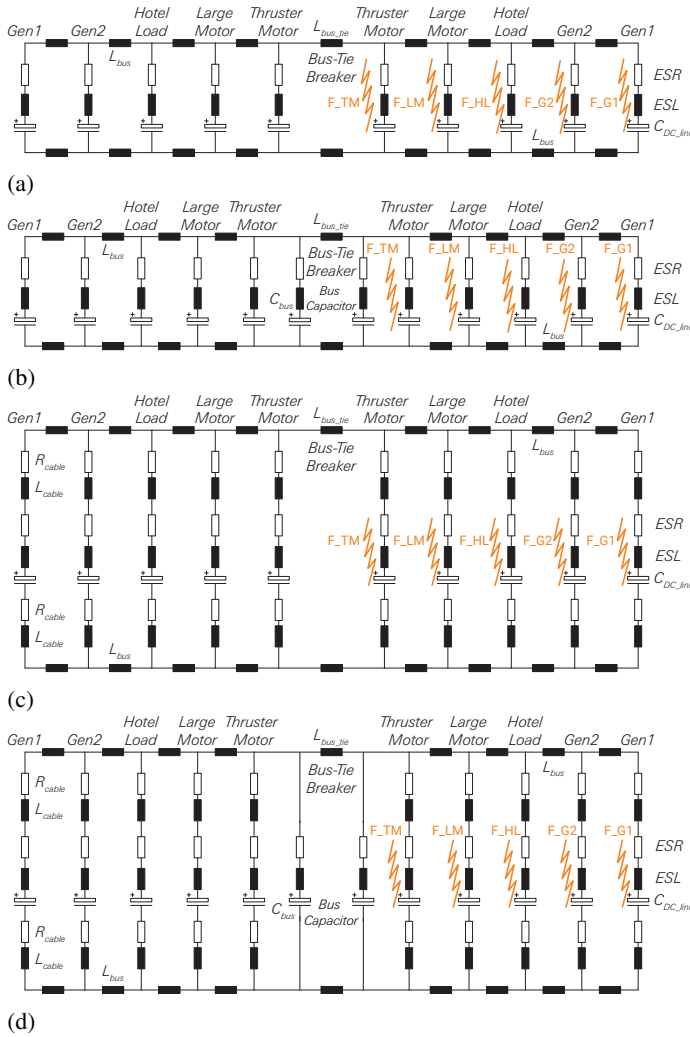 Gen1 Gen2 Hotel Load Large Motor Thruster Motor L_bus_tie Thruster Motor Large Motor Hotel Load Gen2 Gen1
L_bus Bus-Tie Breaker
F_TM F_LM F_HL F_G2 F_G1
ESR
ESL
+ + + + + + + + + + C_DC_link
L_bus
(a)
Gen1 Gen2 Hotel Load Large Motor Thruster Motor L_bus_tie Thruster Motor Large Motor Hotel Load Gen2 Gen1
L_bus Bus-Tie Breaker
F_TM F_LM F_HL F_G2 F_G1
ESR
C_bus Bus Capacitor ESL
+ + + + + + + + + + + + C_DC_link
L_bus
(b)
Gen1 Gen2 Hotel Load Large Motor Thruster Motor L_bus_tie Thruster Motor Large Motor Hotel Load Gen2 Gen1
Bus-Tie Breaker L_bus
R_cable
L_cable
F_TM F_LM F_HL F_G2 F_G1
ESR
ESL
+ + + + + + + + + + C_DC_link
R_cable
L_cable
L_bus
(c)
Gen1 Gen2 Hotel Load Large Motor Thruster Motor L_bus_tie Thruster Motor Large Motor Hotel Load Gen2 Gen1
Bus-Tie Breaker L_bus
R_cable
L_cable
F_TM F_LM F_HL F_G2 F_G1
ESR
ESL
+ + + + + + + + + + + + C_DC_link
C_bus Bus Capacitor
R_cable
L_cable
L_bus
(d)